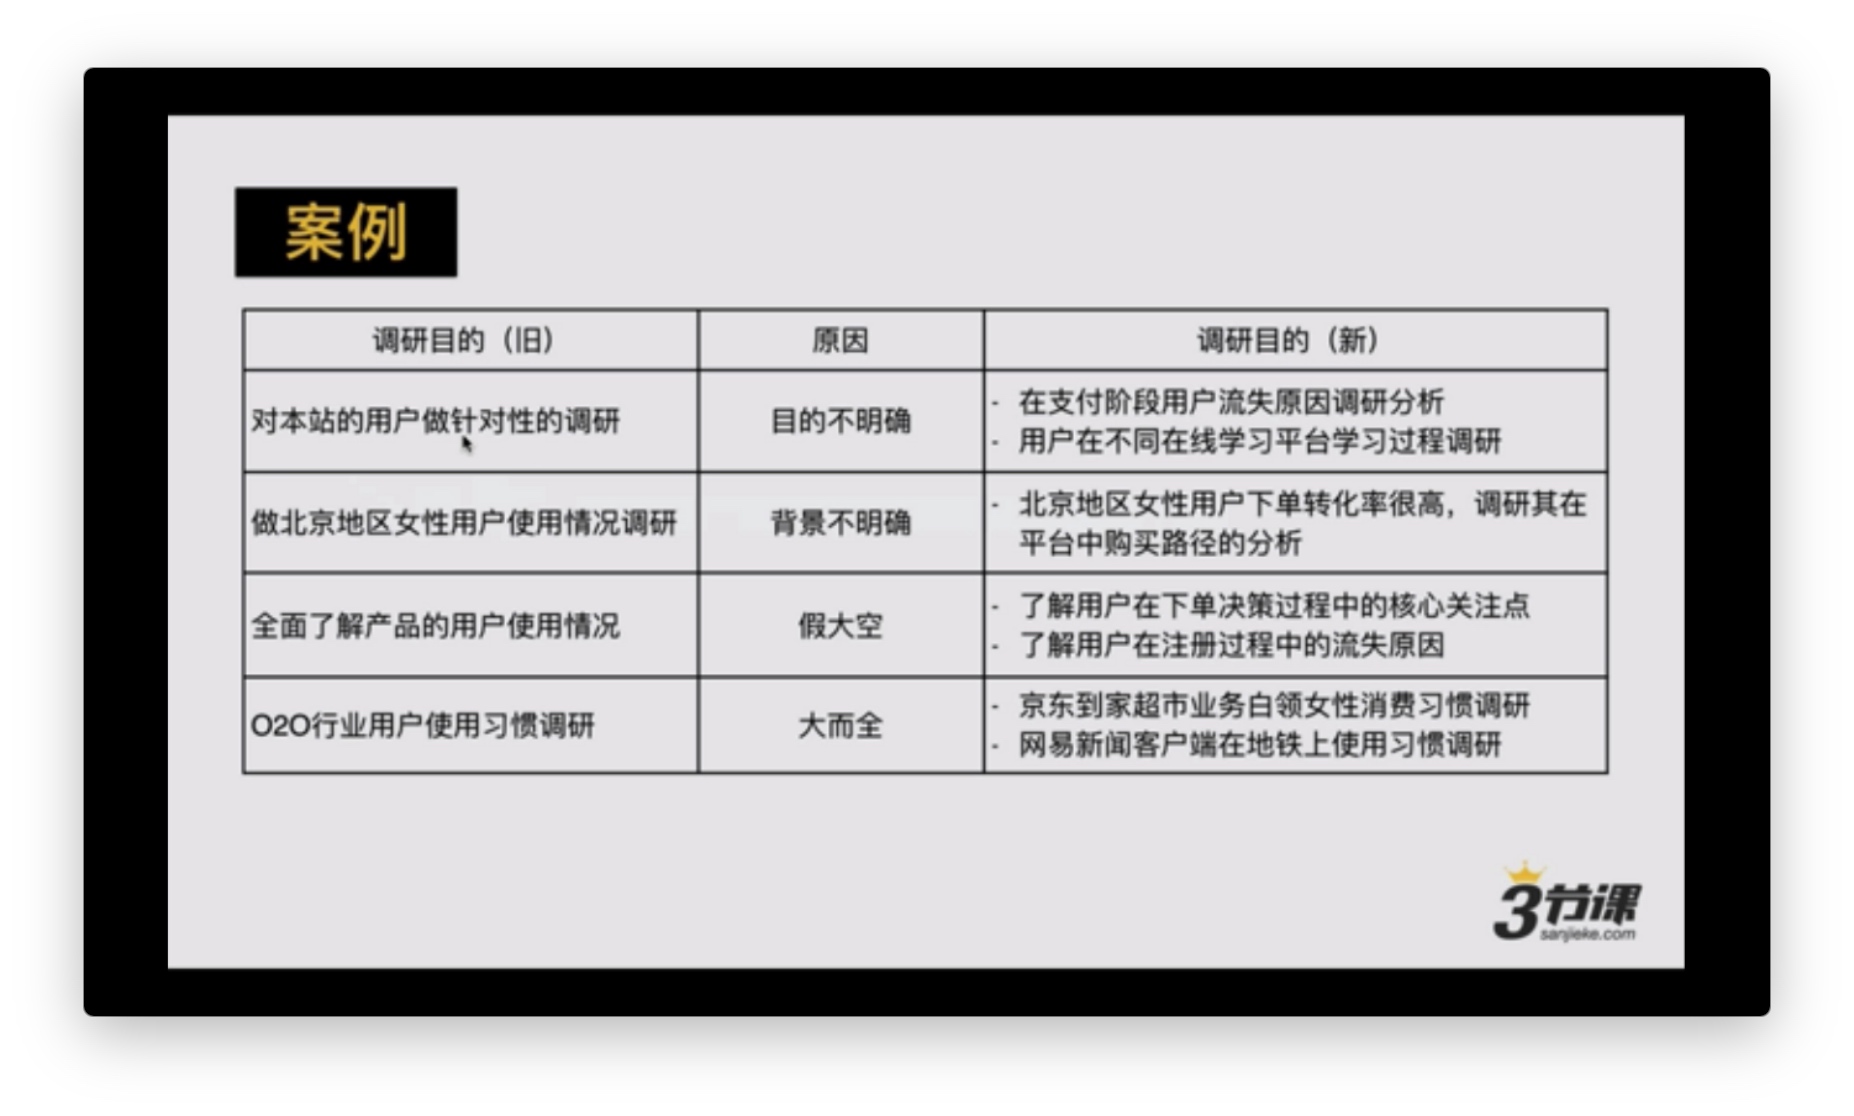 案例
调研目的（旧） 原因 调研目的（新）
对本站的用户做针对性的调研 目的不明确 - 在支付阶段用户流失原因调研分析
- 用户在不同在线学习平台学习过程调研
做北京地区女性用户使用情况调研 背景不明确 - 北京地区女性用户下单转化率很高，调研其在
平台中购买路径的分析
全面了解产品的用户使用情况 假大空 - 了解用户在下单决策过程中的核心关注点
- 了解用户在注册过程中的流失原因
O2O行业用户使用习惯调研 大而全 - 京东到家超市业务白领女性消费习惯调研
- 网易新闻客户端在地铁上使用习惯调研
3节课
sanjieke.com